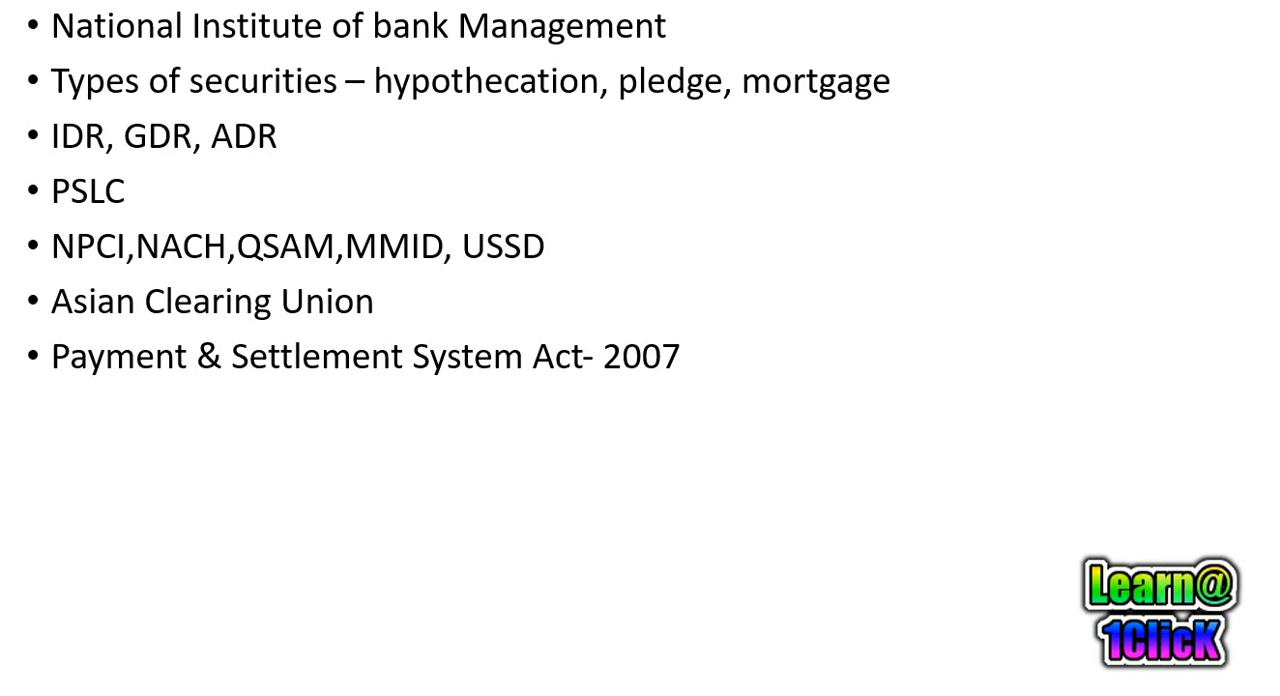 • National Institute of bank Management
• Types of securities – hypothecation, pledge, mortgage
• IDR, GDR, ADR
• PSLC
• NPCI,NACH,QSAM,MMID, USSD
• Asian Clearing Union
• Payment & Settlement System Act- 2007
Learn@
1ClicK